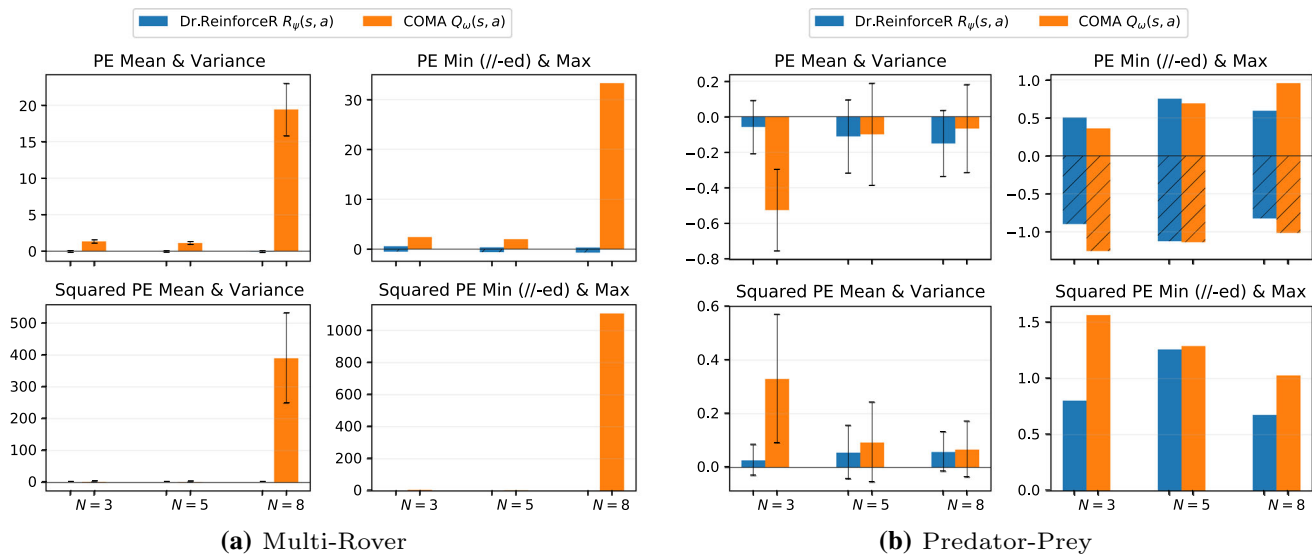 Dr.ReinforceR Rψ(s, a) COMA Qω(s, a)
PE Mean & Variance
20
15
10
5
0
PE Min (//-ed) & Max
30
20
10
0
Squared PE Mean & Variance
500
400
300
200
100
0
N = 3 N = 5 N = 8
Squared PE Min (//-ed) & Max
1000
800
600
400
200
0
N = 3 N = 5 N = 8
(a) Multi-Rover
Dr.ReinforceR Rψ(s, a) COMA Qω(s, a)
PE Mean & Variance
0.2
0.0
−0.2
−0.4
−0.6
−0.8
PE Min (//-ed) & Max
1.0
0.5
0.0
−0.5
−1.0
Squared PE Mean & Variance
0.6
0.4
0.2
0.0
N = 3 N = 5 N = 8
Squared PE Min (//-ed) & Max
1.5
1.0
0.5
0.0
N = 3 N = 5 N = 8
(b) Predator-Prey